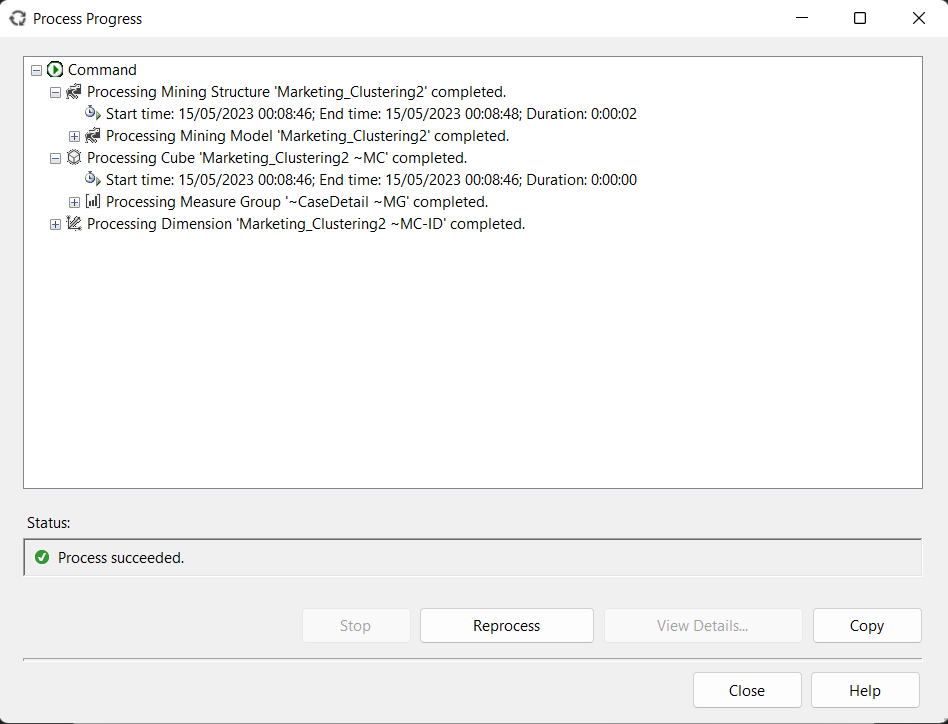 Process Progress
Command
Processing Mining Structure 'Marketing_Clustering2' completed.
Start time: 15/05/2023 00:08:46; End time: 15/05/2023 00:08:48; Duration: 0:00:02
Processing Mining Model 'Marketing_Clustering2' completed.
Processing Cube 'Marketing_Clustering2 ~MC' completed.
Start time: 15/05/2023 00:08:46; End time: 15/05/2023 00:08:46; Duration: 0:00:00
Processing Measure Group '~CaseDetail ~MG' completed.
Processing Dimension 'Marketing_Clustering2 ~MC-ID' completed.
Status:
Process succeeded.
Stop Reprocess View Details... Copy
Close Help